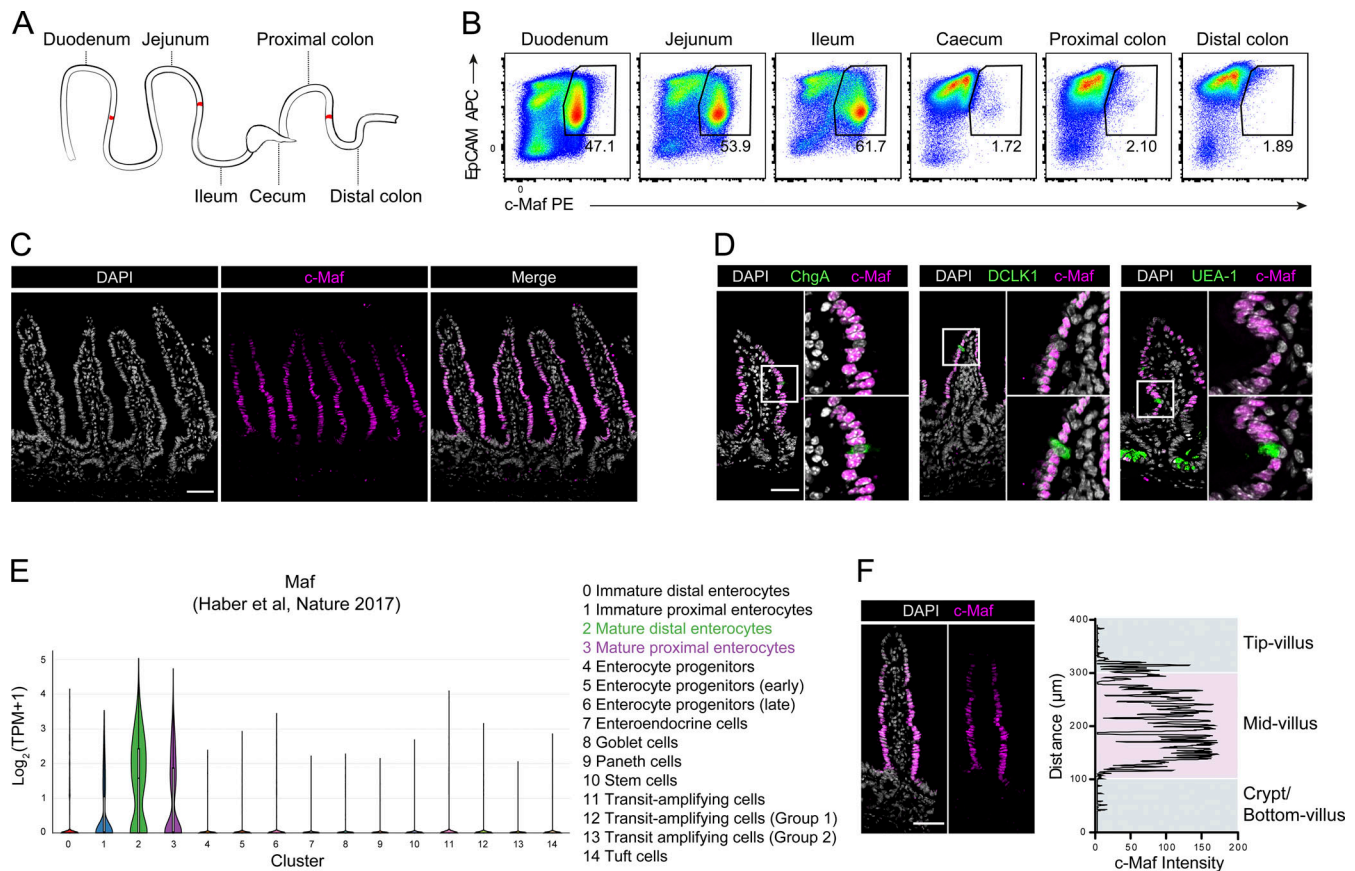 A
Duodenum
Jejunum
Proximal colon
Ileum
Cecum
Distal colon
B
Duodenum
Jejunum
Ileum
Caecum
Proximal colon
Distal colon
EpCAM APC
0
47.1
53.9
61.7
1.72
2.10
1.89
0
c-Maf PE
C
DAPI
c-Maf
Merge
D
DAPI ChgA c-Maf
DAPI DCLK1 c-Maf
DAPI UEA-1 c-Maf
E
Maf
(Haber et al, Nature 2017)
Log2(TPM+1)
5
4
3
2
1
0
0 1 2 3 4 5 6 7 8 9 10 11 12 13 14
Cluster
0 Immature distal enterocytes
1 Immature proximal enterocytes
2 Mature distal enterocytes
3 Mature proximal enterocytes
4 Enterocyte progenitors
5 Enterocyte progenitors (early)
6 Enterocyte progenitors (late)
7 Enteroendocrine cells
8 Goblet cells
9 Paneth cells
10 Stem cells
11 Transit-amplifying cells
12 Transit-amplifying cells (Group 1)
13 Transit amplifying cells (Group 2)
14 Tuft cells
F
DAPI c-Maf
Distance (µm)
400
300
200
100
0
0 50 100 150 200
c-Maf Intensity
Tip-villus
Mid-villus
Crypt/
Bottom-villus